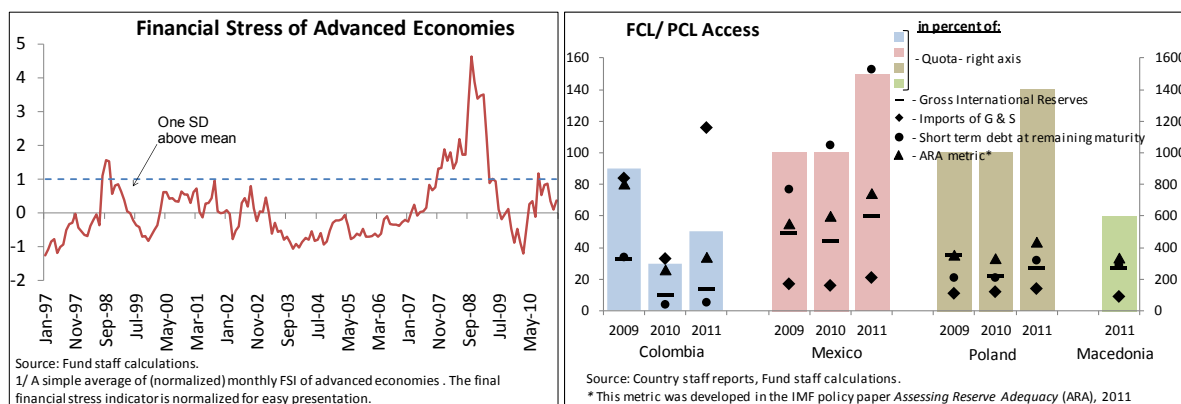 Financial Stress of Advanced Economies
5
4
3
2
1
0
-1
-2
One SD
above mean
Jan-97
Nov-97
Sep-98
Jul-99
May-00
Mar-01
Jan-02
Nov-02
Sep-03
Jul-04
May-05
Mar-06
Jan-07
Nov-07
Sep-08
Jul-09
May-10
Source: Fund staff calculations.
1/ A simple average of (normalized) monthly FSI of advanced economies . The final
financial stress indicator is normalized for easy presentation.
FCL/ PCL Access
in percent of:
- Quota- right axis
- Gross International Reserves
- Imports of G & S
- Short term debt at remaining maturity
- ARA metric*
160
140
120
100
80
60
40
20
0
1600
1400
1200
1000
800
600
400
200
0
2009 2010 2011 2009 2010 2011 2009 2010 2011 2011
Colombia Mexico Poland Macedonia
Source: Country staff reports, Fund staff calculations.
* This metric was developed in the IMF policy paper Assessing Reserve Adequacy (ARA), 2011